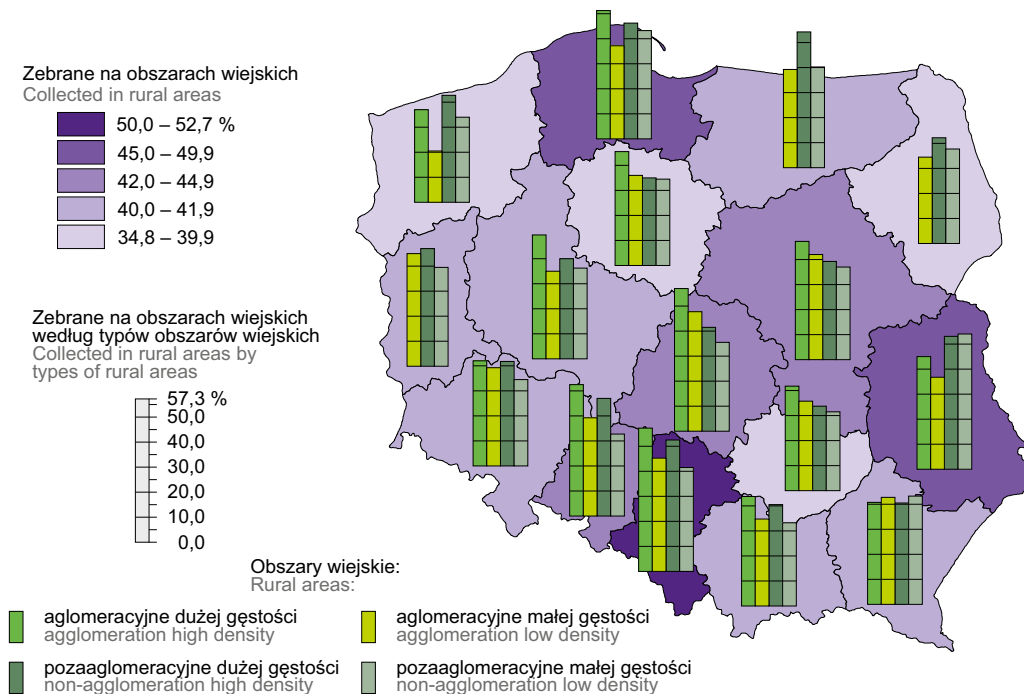 Zebrane na obszarach wiejskich
Collected in rural areas
50,0 – 52,7 %
45,0 – 49,9
42,0 – 44,9
40,0 – 41,9
34,8 – 39,9
Zebrane na obszarach wiejskich
według typów obszarów wiejskich
Collected in rural areas by
types of rural areas
57,3 %
50,0
40,0
30,0
20,0
10,0
0,0
Obszary wiejskie:
Rural areas:
aglomeracyjne dużej gęstości
agglomeration high density
aglomeracyjne małej gęstości
agglomeration low density
pozaaglomeracyjne dużej gęstości
non-agglomeration high density
pozaaglomeracyjne małej gęstości
non-agglomeration low density